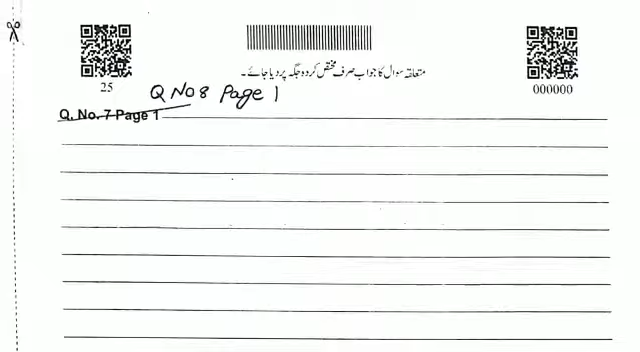 متعلقہ سوال کا جواب صرف مختص کردہ جگہ پر دیا جائے۔
25
000000
Q No 8 Page 1
Q. No. 7 Page 1